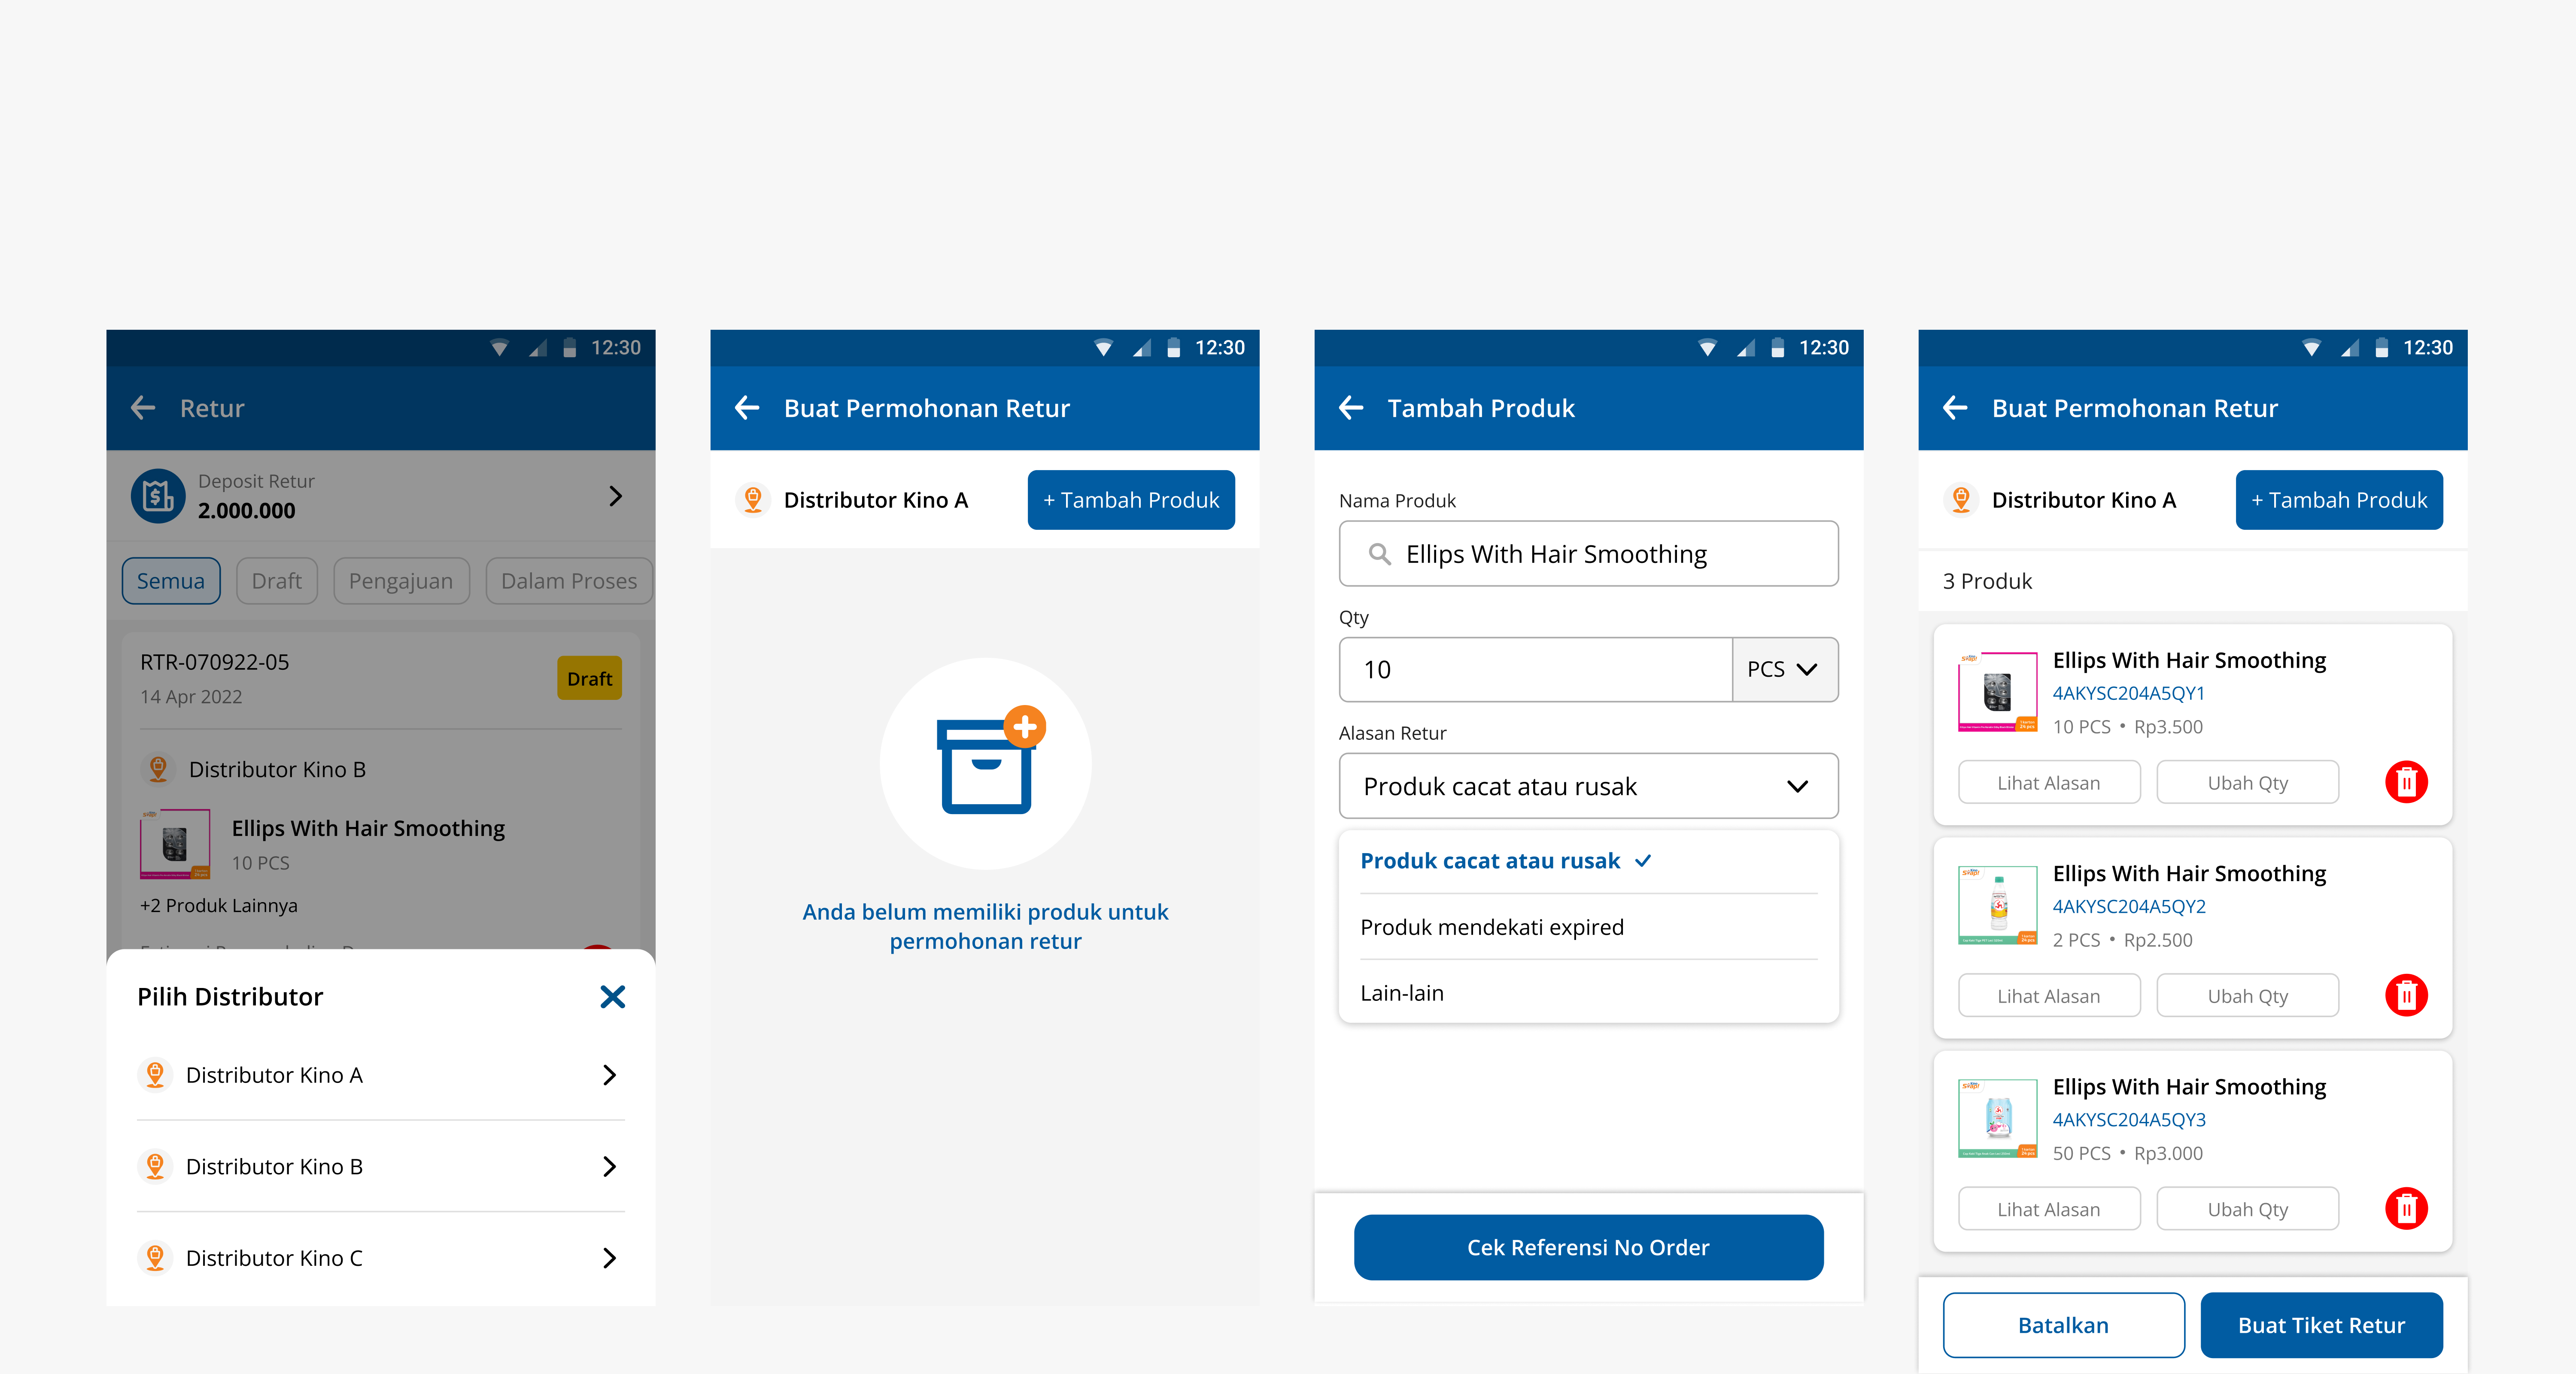 12:30
Retur
Deposit Retur
2.000.000
Semua
Draft
Pengajuan
Dalam Proses
RTR-070922-05
14 Apr 2022
Draft
Distributor Kino B
Ellips With Hair Smoothing
10 PCS
+2 Produk Lainnya
Pilih Distributor
Distributor Kino A
Distributor Kino B
Distributor Kino C
12:30
Buat Permohonan Retur
Distributor Kino A
+ Tambah Produk
Anda belum memiliki produk untuk
permohonan retur
12:30
Tambah Produk
Nama Produk
Ellips With Hair Smoothing
Qty
10
PCS
Alasan Retur
Produk cacat atau rusak
Produk cacat atau rusak
Produk mendekati expired
Lain-lain
Cek Referensi No Order
12:30
Buat Permohonan Retur
Distributor Kino A
+ Tambah Produk
3 Produk
Ellips With Hair Smoothing
4AKYSC204A5QY1
10 PCS • Rp3.500
Lihat Alasan
Ubah Qty
Ellips With Hair Smoothing
4AKYSC204A5QY2
2 PCS • Rp2.500
Lihat Alasan
Ubah Qty
Ellips With Hair Smoothing
4AKYSC204A5QY3
50 PCS • Rp3.000
Lihat Alasan
Ubah Qty
Batalkan
Buat Tiket Retur